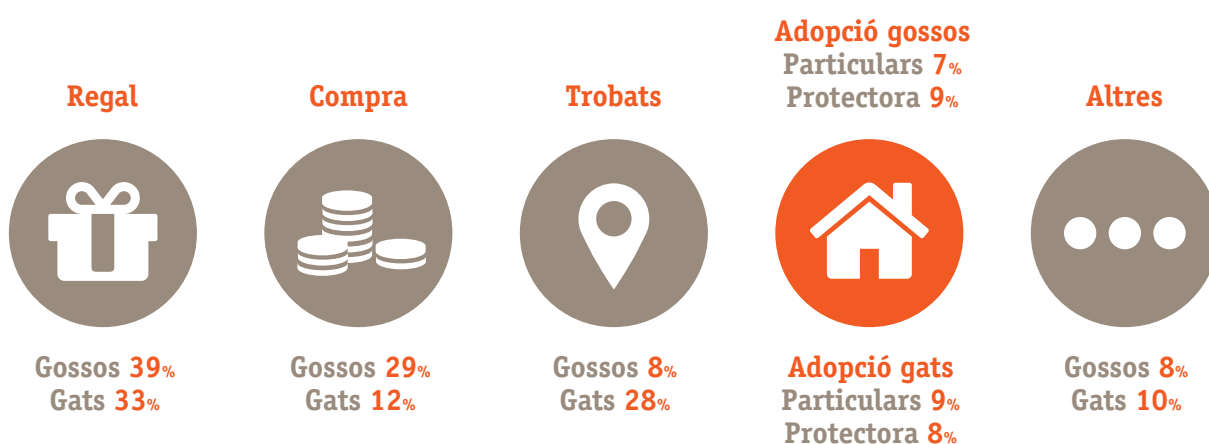 Regal
Gossos 39%
Gats 33%
Compra
Gossos 29%
Gats 12%
Trobats
Gossos 8%
Gats 28%
Adopció gossos
Particulars 7%
Protectora 9%
Adopció gats
Particulars 9%
Protectora 8%
Altres
Gossos 8%
Gats 10%